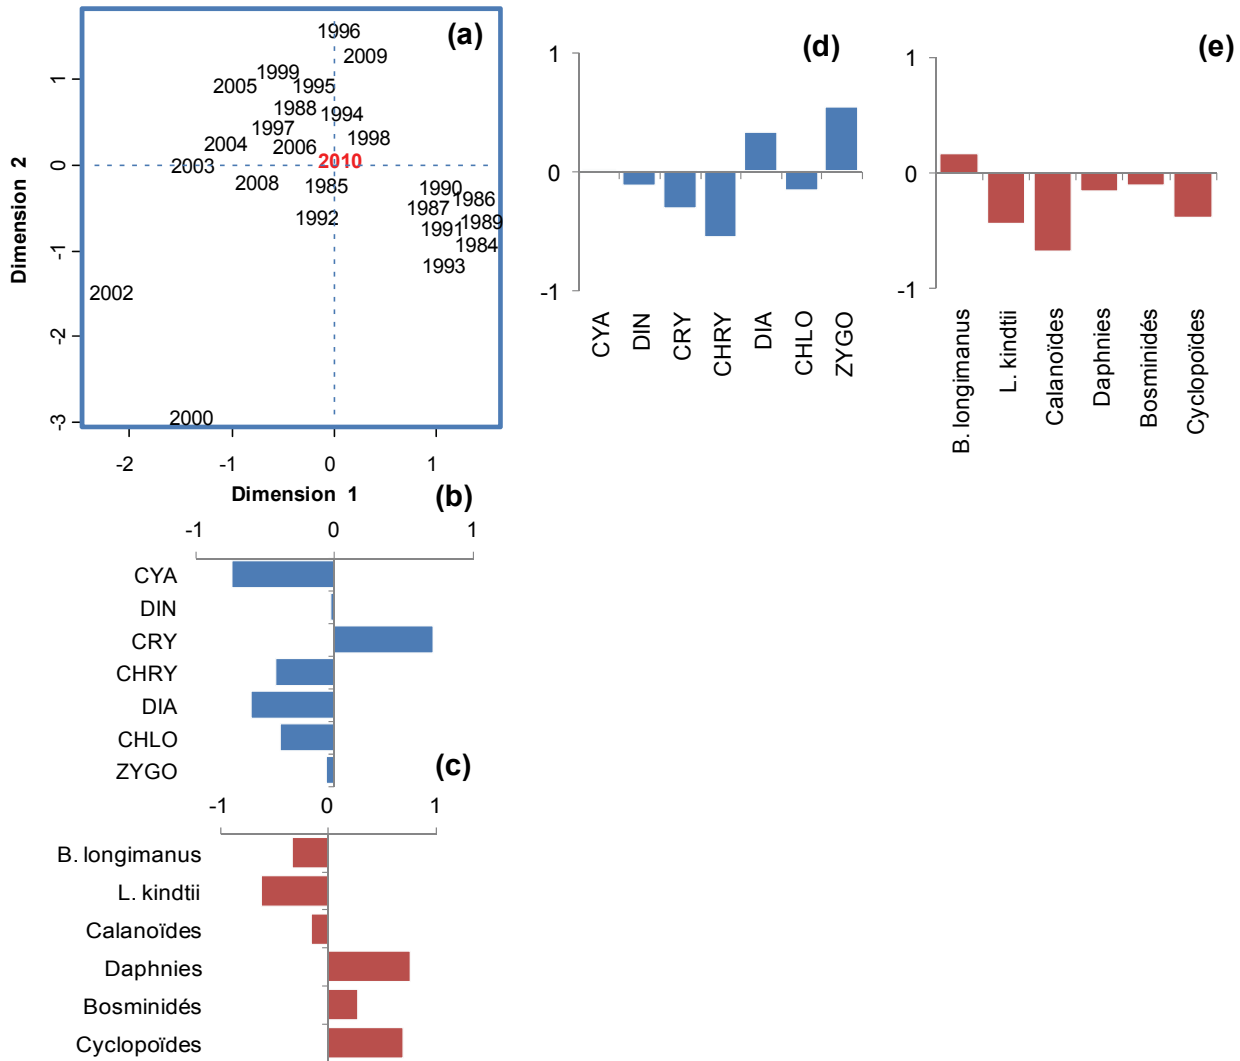 (a)
1996
2009
1999
2005
1995
1988
1994
1997
1998
2004
2006
2010
2003
2008
1985
1990
1986
1987
1992
1989
1991
1984
1993
2002
2000
1
0
-1
-2
-3
Dimension 2
-2
-1
0
1
Dimension 1
(b)
-1
0
1
CYA
DIN
CRY
CHRY
DIA
CHLO
ZYGO
(c)
-1
0
1
B. longimanus
L. kindtii
Calanoïdes
Daphnies
Bosminidés
Cyclopoïdes
(d)
1
0
-1
CYA
DIN
CRY
CHRY
DIA
CHLO
ZYGO
(e)
1
0
-1
B. longimanus
L. kindtii
Calanoïdes
Daphnies
Bosminidés
Cyclopoïdes